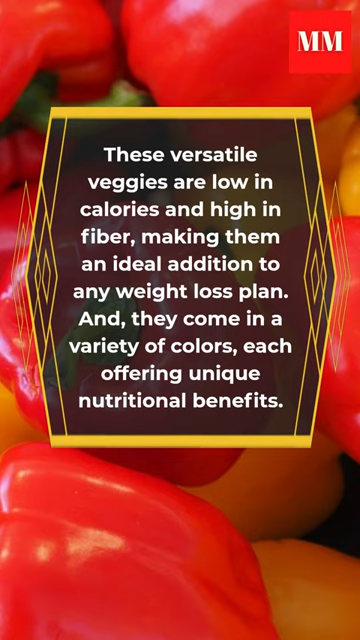 MM
These versatile
veggies are low in
calories and high in
fiber, making them
an ideal addition to
any weight loss plan.
And, they come in a
variety of colors, each
offering unique
nutritional benefits.